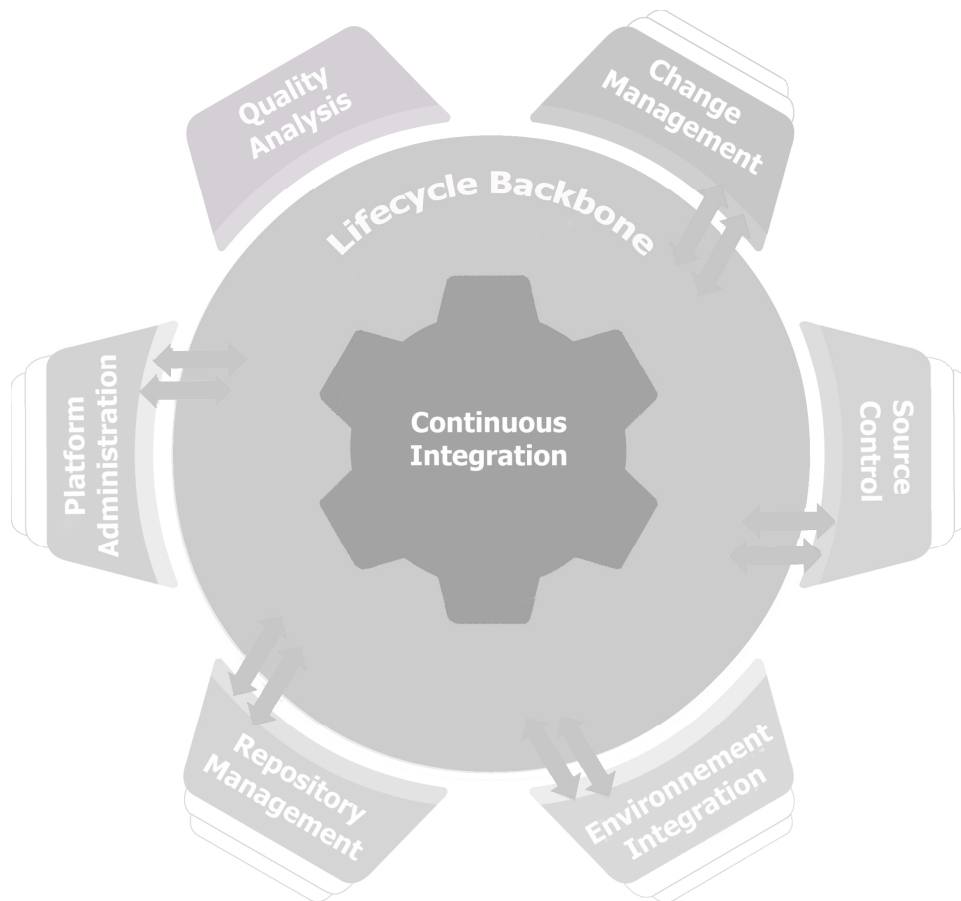 Quality
Analysis
Change
Management
Lifecycle Backbone
Platform
Administration
Continuous
Integration
Source
Control
Repository
Management
Environnement
Integration